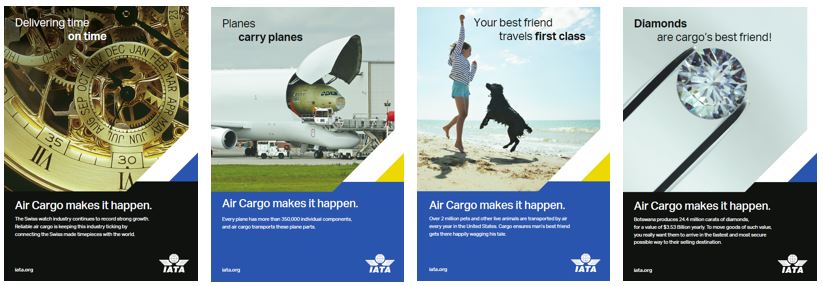 Delivering time
on time
Air Cargo makes it happen.
The Swiss watch industry continues to record strong growth.
Reliable air cargo is keeping this industry ticking by
connecting the Swiss made timepieces with the world.
iata.org
IATA
Planes
carry planes
Air Cargo makes it happen.
Every plane has more than 350,000 individual components,
and air cargo transports these plane parts.
iata.org
IATA
Your best friend
travels first class
Air Cargo makes it happen.
Over 2 million pets and other live animals are transported by air
every year in the United States. Cargo ensures man's best friend
gets there happily wagging his tale.
iata.org
IATA
Diamonds
are cargo's best friend!
Air Cargo makes it happen.
Botswana produces 24.4 million carats of diamonds,
for a value of $3.53 Billion yearly. To move goods of such value,
you really want them to arrive in the fastest and most secure
possible way to their selling destination.
iata.org
IATA